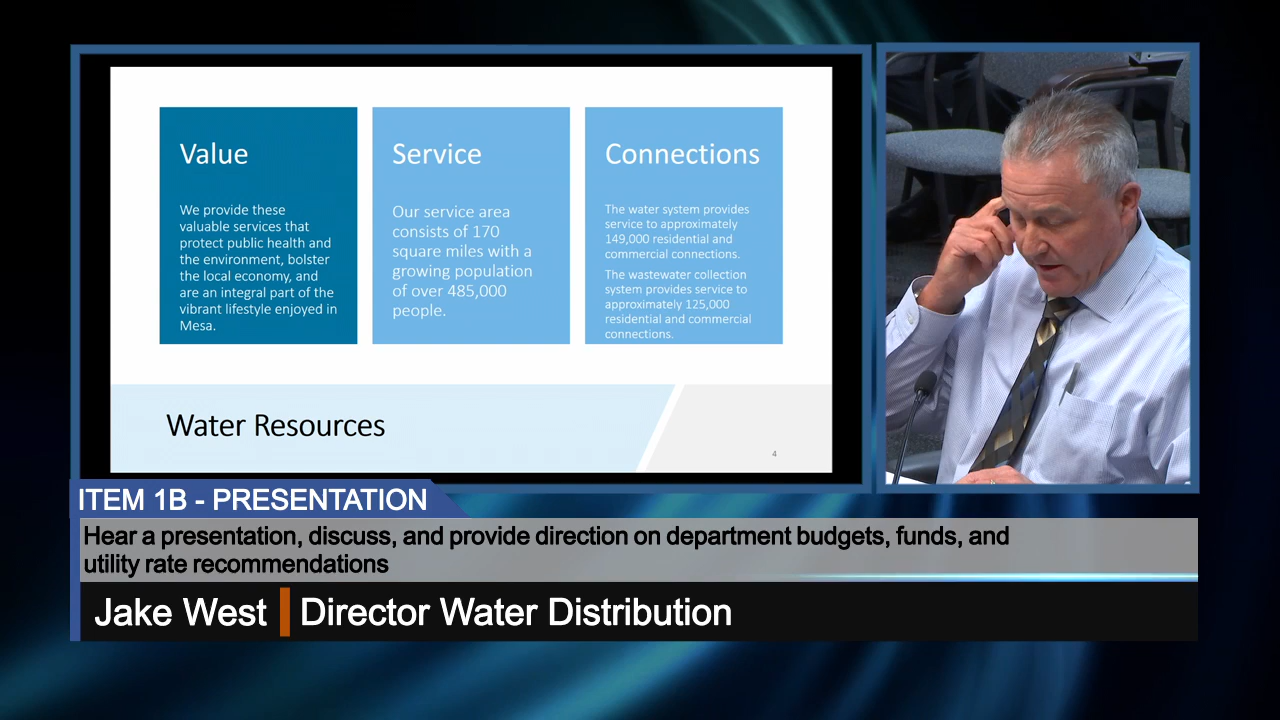 Value
We provide these
valuable services that
protect public health and
the environment, bolster
the local economy, and
are an integral part of the
vibrant lifestyle enjoyed in
Mesa.
Service
Our service area
consists of 170
square miles with a
growing population
of over 485,000
people.
Connections
The water system provides
service to approximately
149,000 residential and
commercial connections.
The wastewater collection
system provides service to
approximately 125,000
residential and commercial
connections.
Water Resources
4
ITEM 1B - PRESENTATION
Hear a presentation, discuss, and provide direction on department budgets, funds, and
utility rate recommendations
Jake West
Director Water Distribution